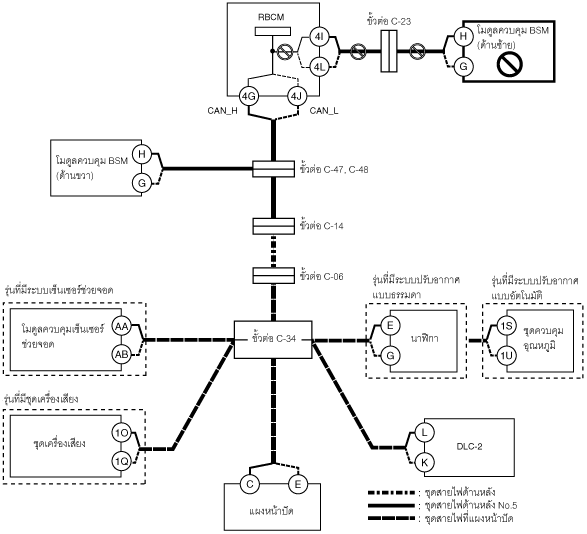 RBCM
4I
4L
ขั้วต่อ C-23
H
G
โมดูลควบคุม BSM
(ด้านซ้าย)
4G
4J
CAN_H
CAN_L
โมดูลควบคุม BSM
(ด้านขวา)
H
G
ขั้วต่อ C-47, C-48
ขั้วต่อ C-14
ขั้วต่อ C-06
รุ่นที่มีระบบเซ็นเซอร์ช่วยจอด
โมดูลควบคุมเซ็นเซอร์
ช่วยจอด
AA
AB
ขั้วต่อ C-34
รุ่นที่มีระบบปรับอากาศ
แบบธรรมดา
E
G
นาฬิกา
รุ่นที่มีระบบปรับอากาศ
แบบอัตโนมัติ
1S
1U
ชุดควบคุม
อุณหภูมิ
รุ่นที่มีชุดเครื่องเสียง
ชุดเครื่องเสียง
1O
1Q
L
K
DLC-2
C
E
แผงหน้าปัด
: ชุดสายไฟด้านหลัง
: ชุดสายไฟด้านหลัง No.5
: ชุดสายไฟที่แผงหน้าปัด